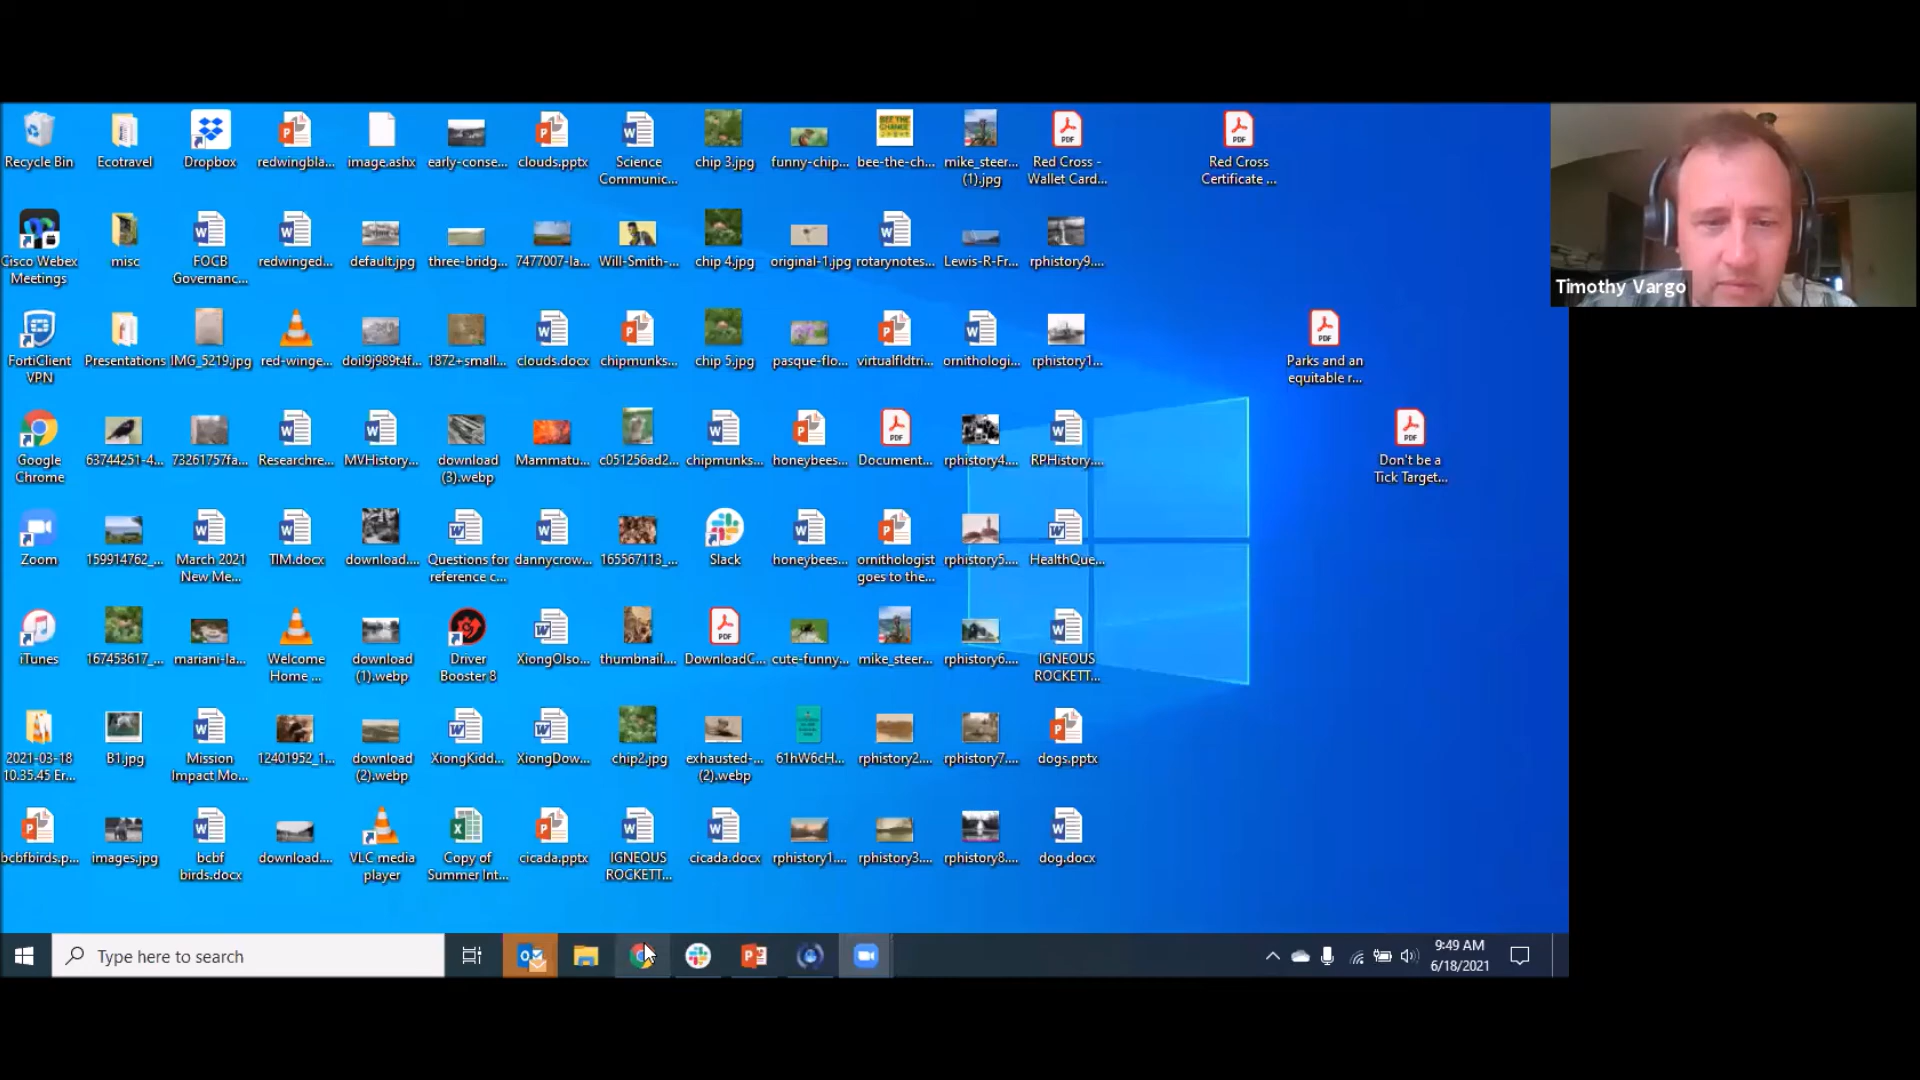 Recycle Bin
Ecotravel
Dropbox
redwingbla...
image.ashx
early-conse...
clouds.pptx
Science
Communic...
chip 3.jpg
funny-chip...
bee-the-ch...
mike_steer...
(1).jpg
Red Cross -
Wallet Card...
Red Cross
Certificate ...
Cisco Webex
Meetings
misc
FOCB
Governanc...
redwinged...
default.jpg
three-bridg...
7477007-la...
Will-Smith-...
chip 4.jpg
original-1.jpg
rotarynotes...
Lewis-R-Fr...
rphistory9....
Timothy Vargo
FortiClient
VPN
Presentations
IMG_5219.jpg
red-winge...
doil9j989t4f...
1872+small...
clouds.docx
chipmunks...
chip 5.jpg
pasque-flo...
virtualfldtri...
ornithologi...
rphistory1....
Parks and an
equitable r...
Google
Chrome
63744251-4...
73261757fa...
Researchre...
MVHistory...
download
(3).webp
Mammatu...
c051256ad2...
chipmunks...
honeybees...
Document...
rphistory4....
RPHistory....
Don't be a
Tick Target...
Zoom
159914762_...
March 2021
New Me...
TIM.docx
download....
Questions for
reference c...
dannycrow...
165567113_...
Slack
honeybees...
ornithologist
goes to the...
rphistory5....
HealthQue...
iTunes
167453617_...
mariani-la...
Welcome
Home ...
download
(1).webp
Driver
Booster 8
XiongOlso...
thumbnail....
DownloadC...
cute-funny...
mike_steer...
rphistory6....
IGNEOUS
ROCKETT...
2021-03-18
10.35.45 Er...
B1.jpg
Mission
Impact Mo...
12401952_1...
download
(2).webp
XiongKidd...
XiongDow...
chip2.jpg
exhausted-...
(2).webp
61hW6cH...
rphistory2....
rphistory7....
dogs.pptx
bcbfbirds.p...
images.jpg
bcbf
birds.docx
download....
VLC media
player
Copy of
Summer Int...
cicada.pptx
IGNEOUS
ROCKETT...
cicada.docx
rphistory1....
rphistory3....
rphistory8....
dog.docx
Type here to search
9:49 AM
6/18/2021